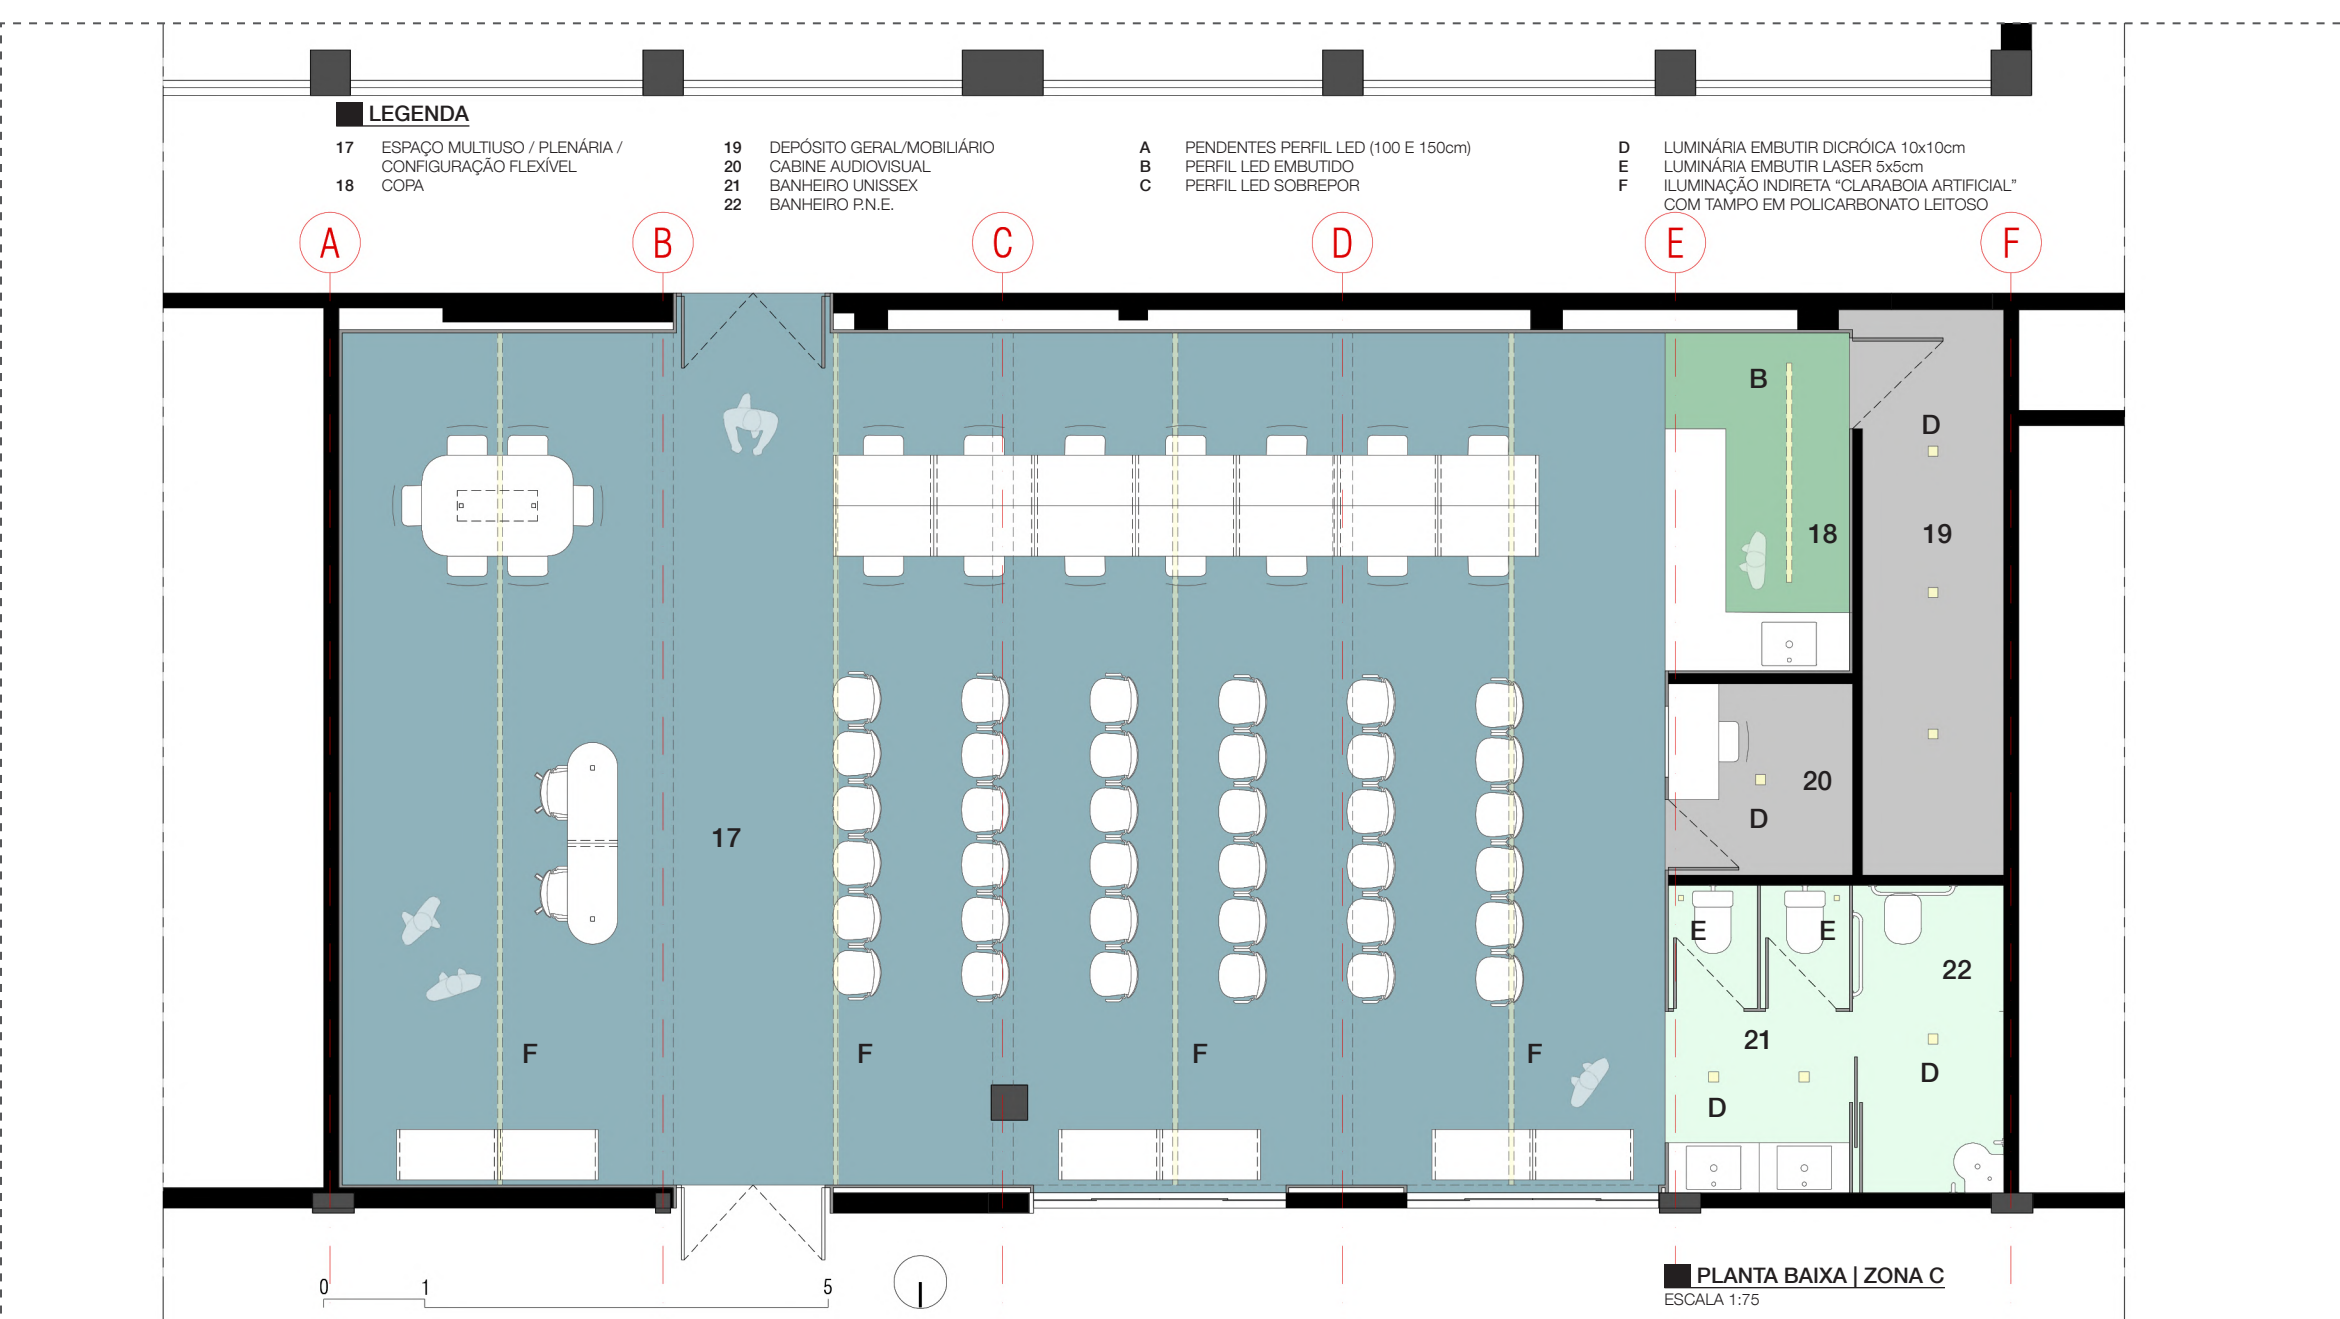 LEGENDA
17 ESPAÇO MULTIUSO / PLENÁRIA /
CONFIGURAÇÃO FLEXÍVEL
18 COPA
19 DEPÓSITO GERAL/MOBILIÁRIO
20 CABINE AUDIOVISUAL
21 BANHEIRO UNISSEX
22 BANHEIRO P.N.E.
A PENDENTES PERFIL LED (100 E 150cm)
B PERFIL LED EMBUTIDO
C PERFIL LED SOBREPOR
D LUMINÁRIA EMBUTIR DICRÓICA 10x10cm
E LUMINÁRIA EMBUTIR LASER 5x5cm
F ILUMINAÇÃO INDIRETA “CLARABOIA ARTIFICIAL”
COM TAMPO EM POLICARBONATO LEITOSO
A B C D E F
B
D
18
19
20
D
17
E E
22
21
F F F F
D
D
0 1 5
PLANTA BAIXA | ZONA C
ESCALA 1:75